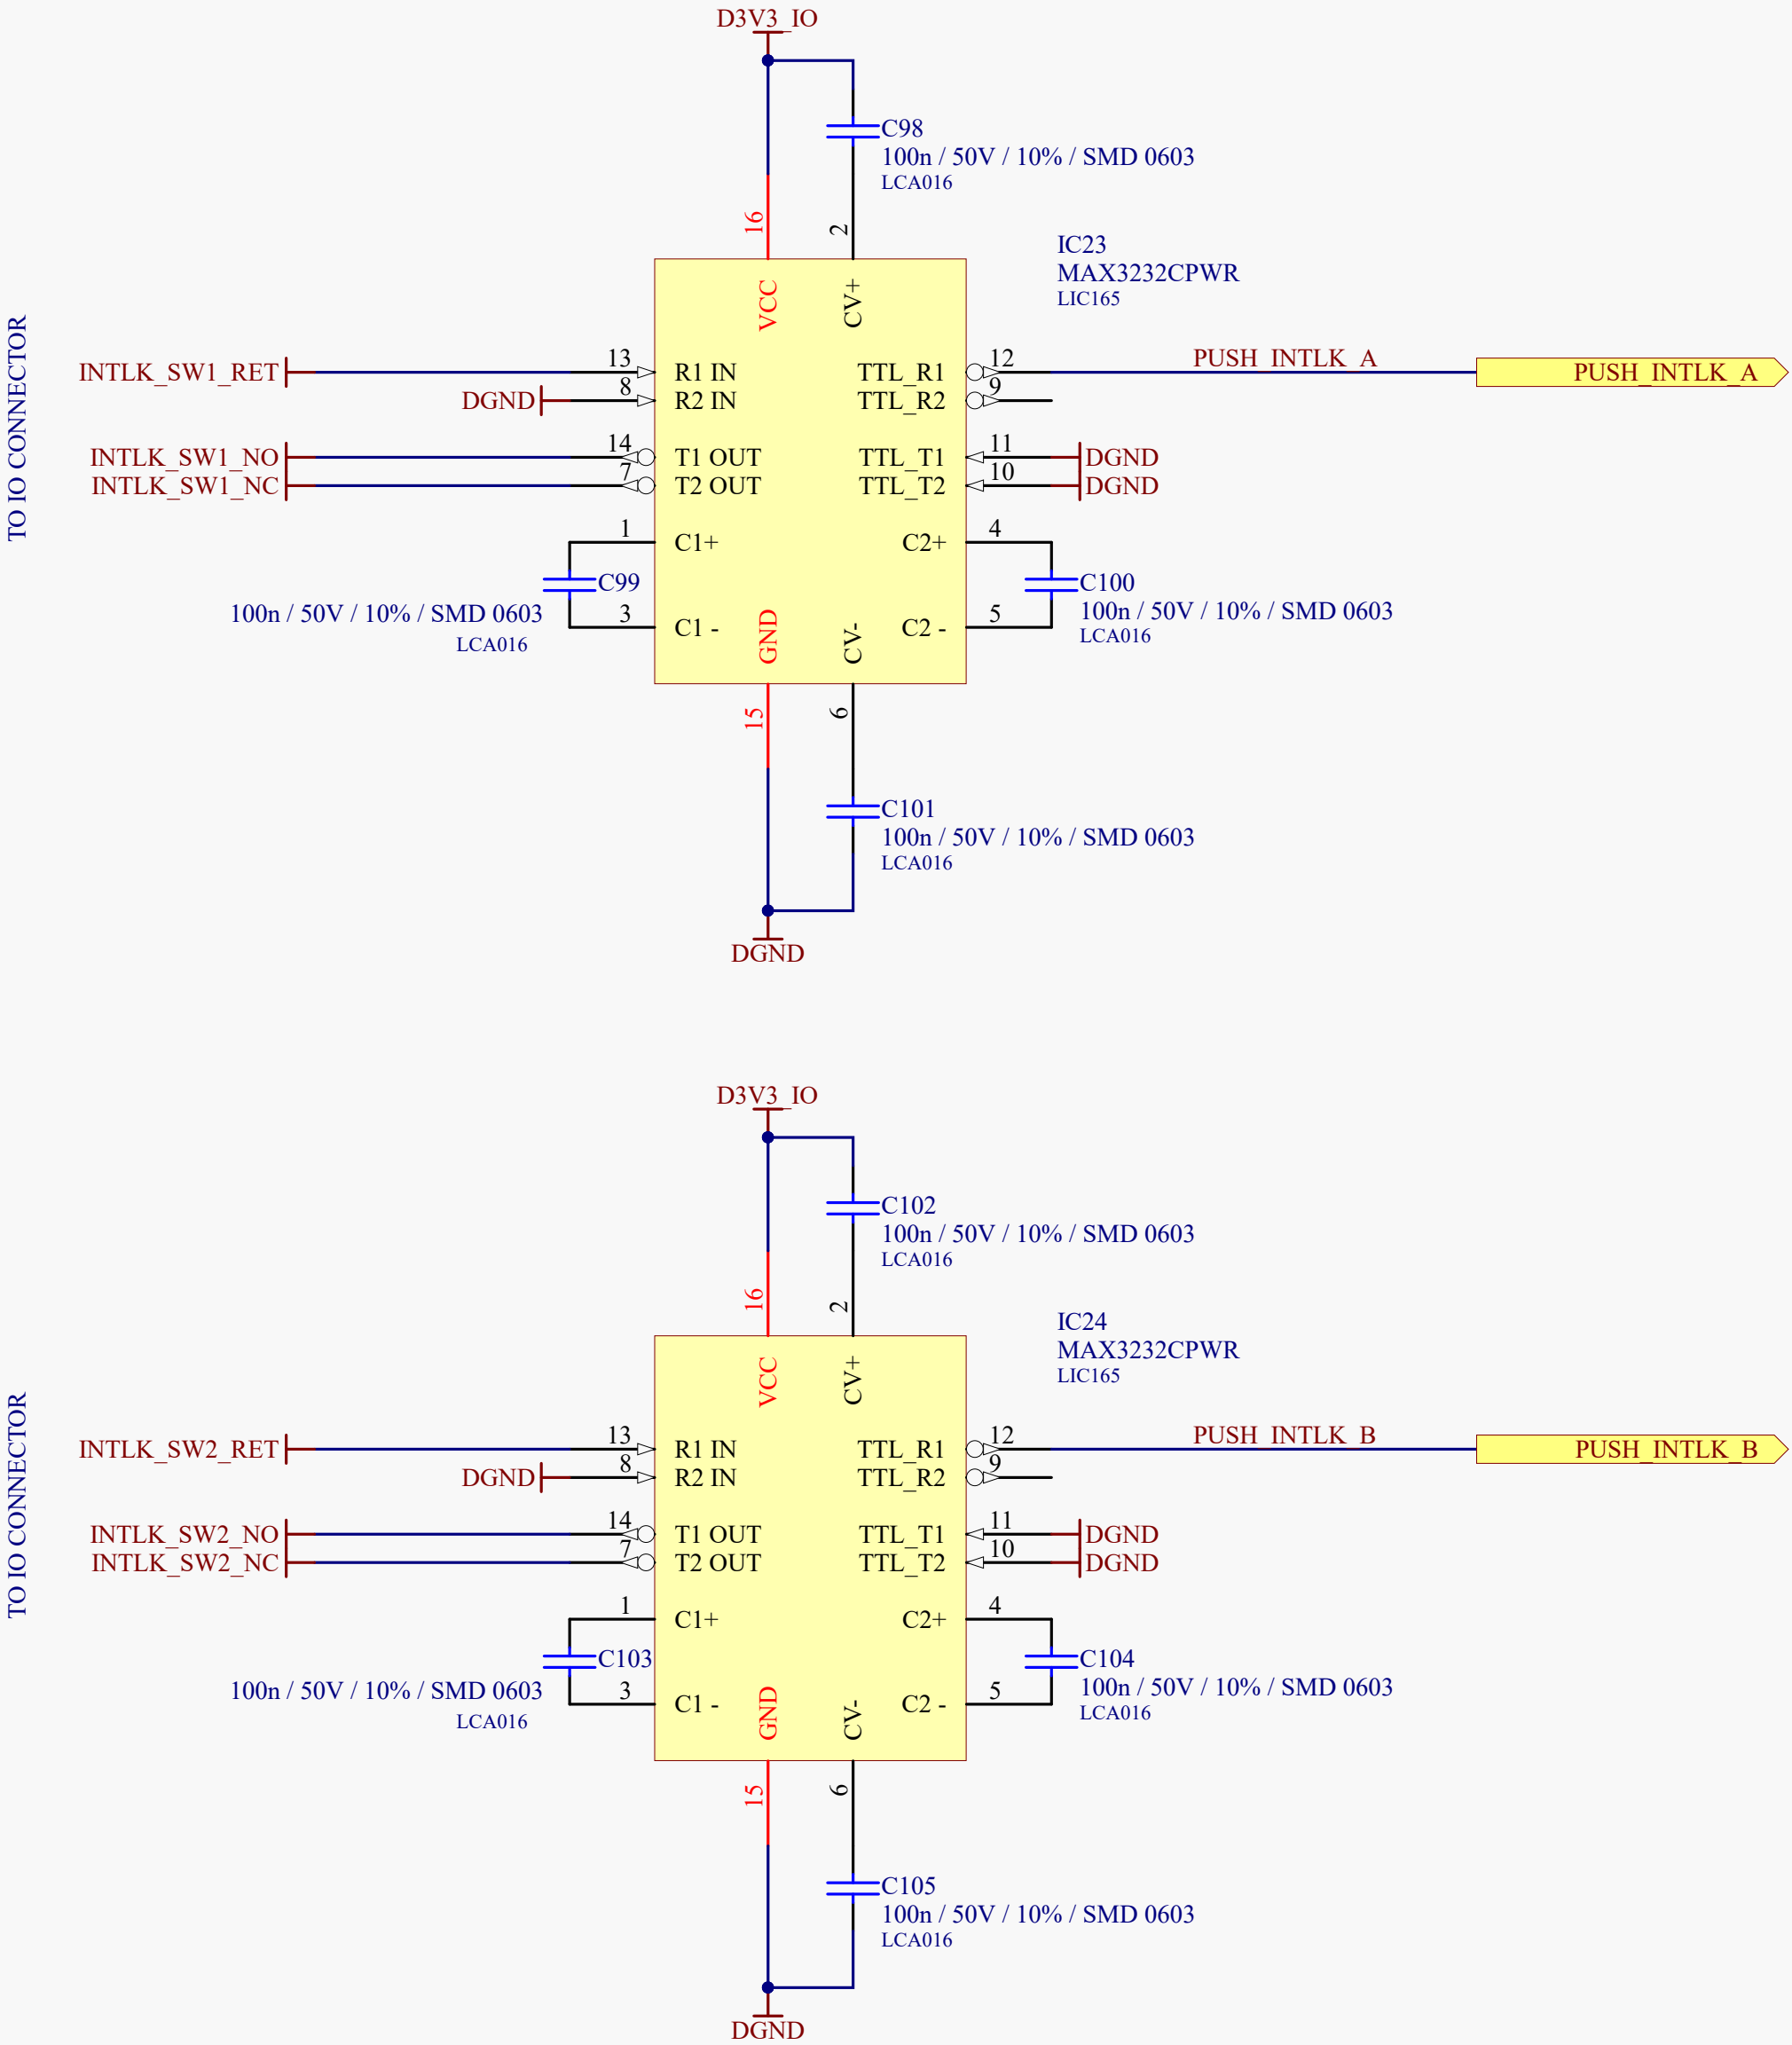 D3V3_IO
C98
100n / 50V / 10% / SMD 0603
LCA016
16
2
IC23
MAX3232CPWR
LIC165
VCC
CV+
TO IO CONNECTOR
INTLK_SW1_RET
13
R1 IN
TTL_R1
12
PUSH_INTLK_A
PUSH_INTLK_A
DGND
8
R2 IN
TTL_R2
9
INTLK_SW1_NO
14
T1 OUT
TTL_T1
11
DGND
INTLK_SW1_NC
7
T2 OUT
TTL_T2
10
DGND
1
C1+
C2+
4
C99
100n / 50V / 10% / SMD 0603
LCA016
C100
100n / 50V / 10% / SMD 0603
LCA016
3
C1 -
GND
CV-
C2 -
5
15
6
C101
100n / 50V / 10% / SMD 0603
LCA016
DGND
D3V3_IO
C102
100n / 50V / 10% / SMD 0603
LCA016
16
2
IC24
MAX3232CPWR
LIC165
VCC
CV+
TO IO CONNECTOR
INTLK_SW2_RET
13
R1 IN
TTL_R1
12
PUSH_INTLK_B
PUSH_INTLK_B
DGND
8
R2 IN
TTL_R2
9
INTLK_SW2_NO
14
T1 OUT
TTL_T1
11
DGND
INTLK_SW2_NC
7
T2 OUT
TTL_T2
10
DGND
1
C1+
C2+
4
C103
100n / 50V / 10% / SMD 0603
LCA016
C104
100n / 50V / 10% / SMD 0603
LCA016
3
C1 -
GND
CV-
C2 -
5
15
6
C105
100n / 50V / 10% / SMD 0603
LCA016
DGND